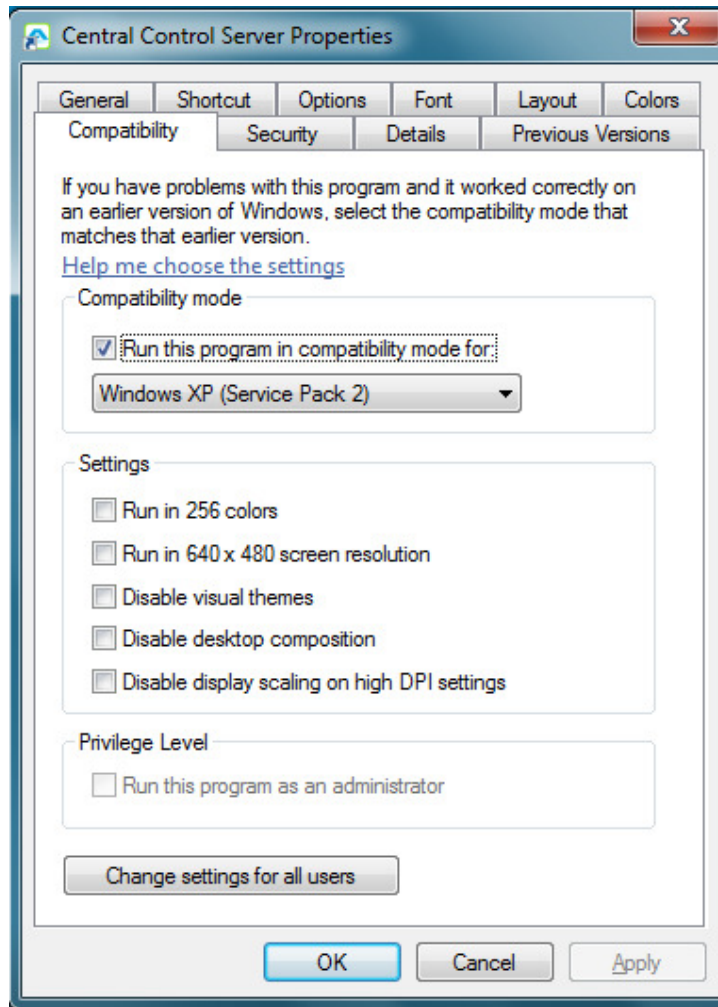 Central Control Server Properties
General Shortcut Options Font Layout Colors
Compatibility Security Details Previous Versions
If you have problems with this program and it worked correctly on
an earlier version of Windows, select the compatibility mode that
matches that earlier version.
Help me choose the settings
Compatibility mode
Run this program in compatibility mode for:
Windows XP (Service Pack 2)
Settings
Run in 256 colors
Run in 640 x 480 screen resolution
Disable visual themes
Disable desktop composition
Disable display scaling on high DPI settings
Privilege Level
Run this program as an administrator
Change settings for all users
OK Cancel Apply